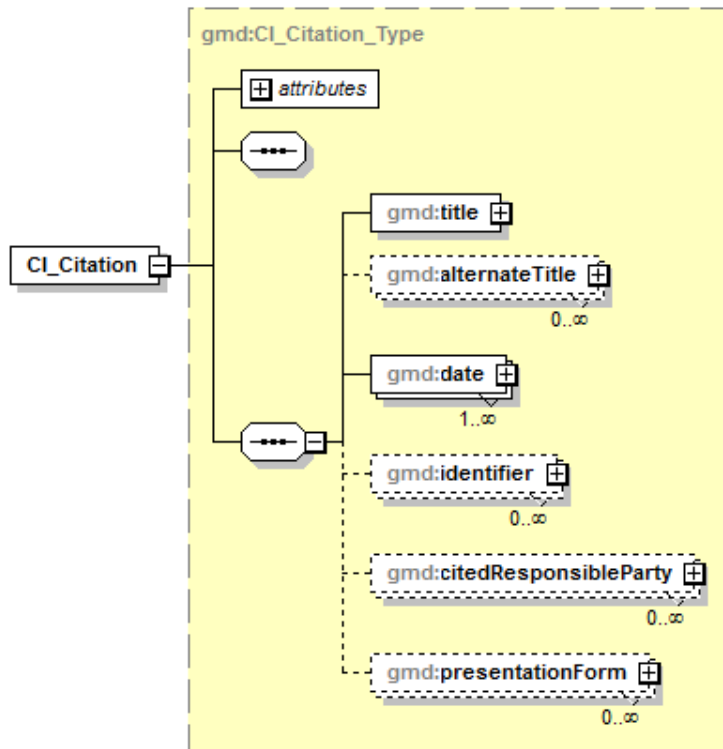 gmd:CI_Citation_Type
attributes
gmd:title
CI_Citation
gmd:alternateTitle
0..∞
gmd:date
1..∞
gmd:identifier
0..∞
gmd:citedResponsibleParty
0..∞
gmd:presentationForm
0..∞